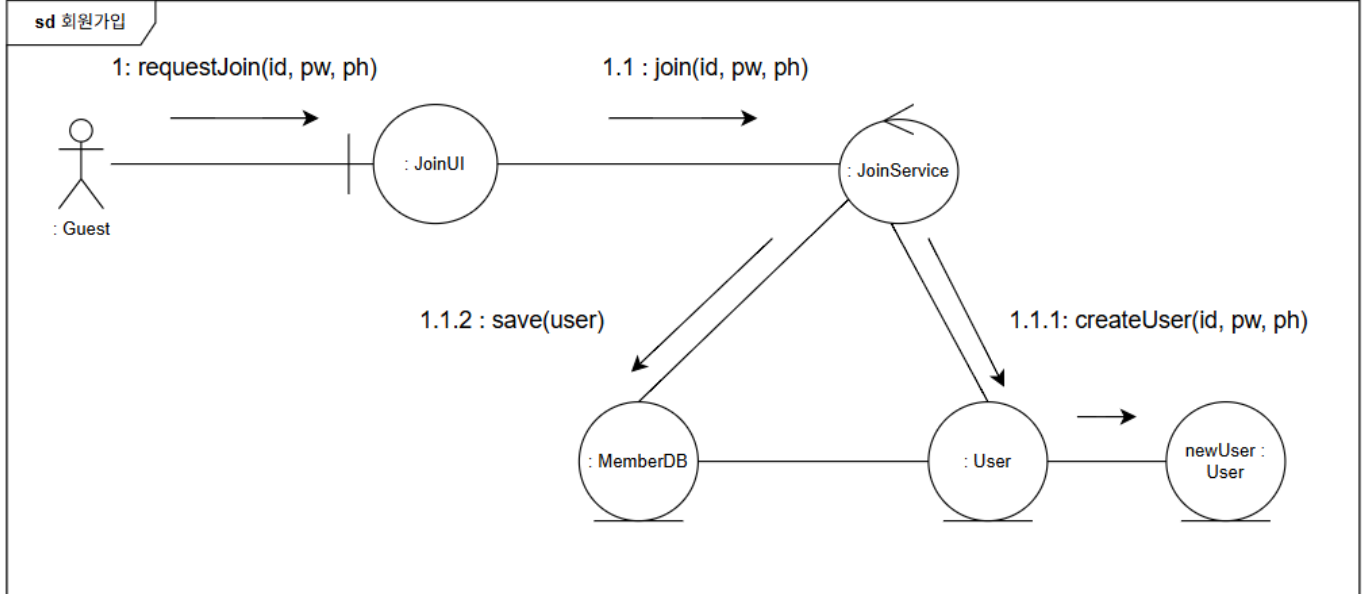 sd 회원가입
1: requestJoin(id, pw, ph)
1.1 : join(id, pw, ph)
: JoinUI
: JoinService
: Guest
1.1.2 : save(user)
1.1.1: createUser(id, pw, ph)
: MemberDB
: User
newUser :
User